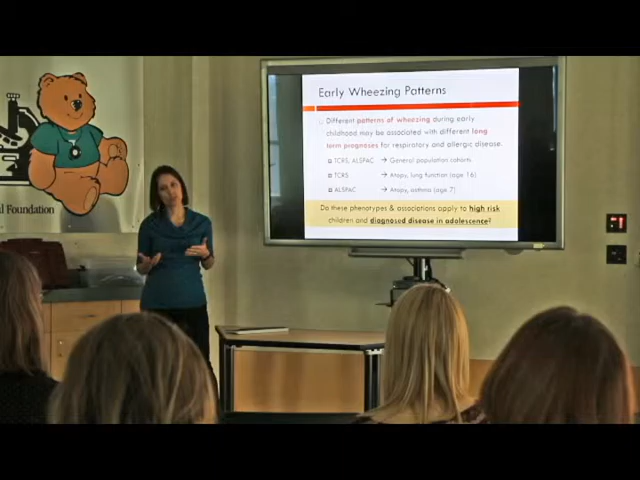 Early Wheezing Patterns
Different patterns of wheezing during early
childhood may be associated with different long
term prognoses for respiratory and allergic disease.
TCRS, ALSPAC → General population cohorts
TCRS → Atopy, lung function (age 16)
ALSPAC → Atopy, asthma (age 7)
Do these phenotypes & associations apply to high risk
children and diagnosed disease in adolescence?
Foundation